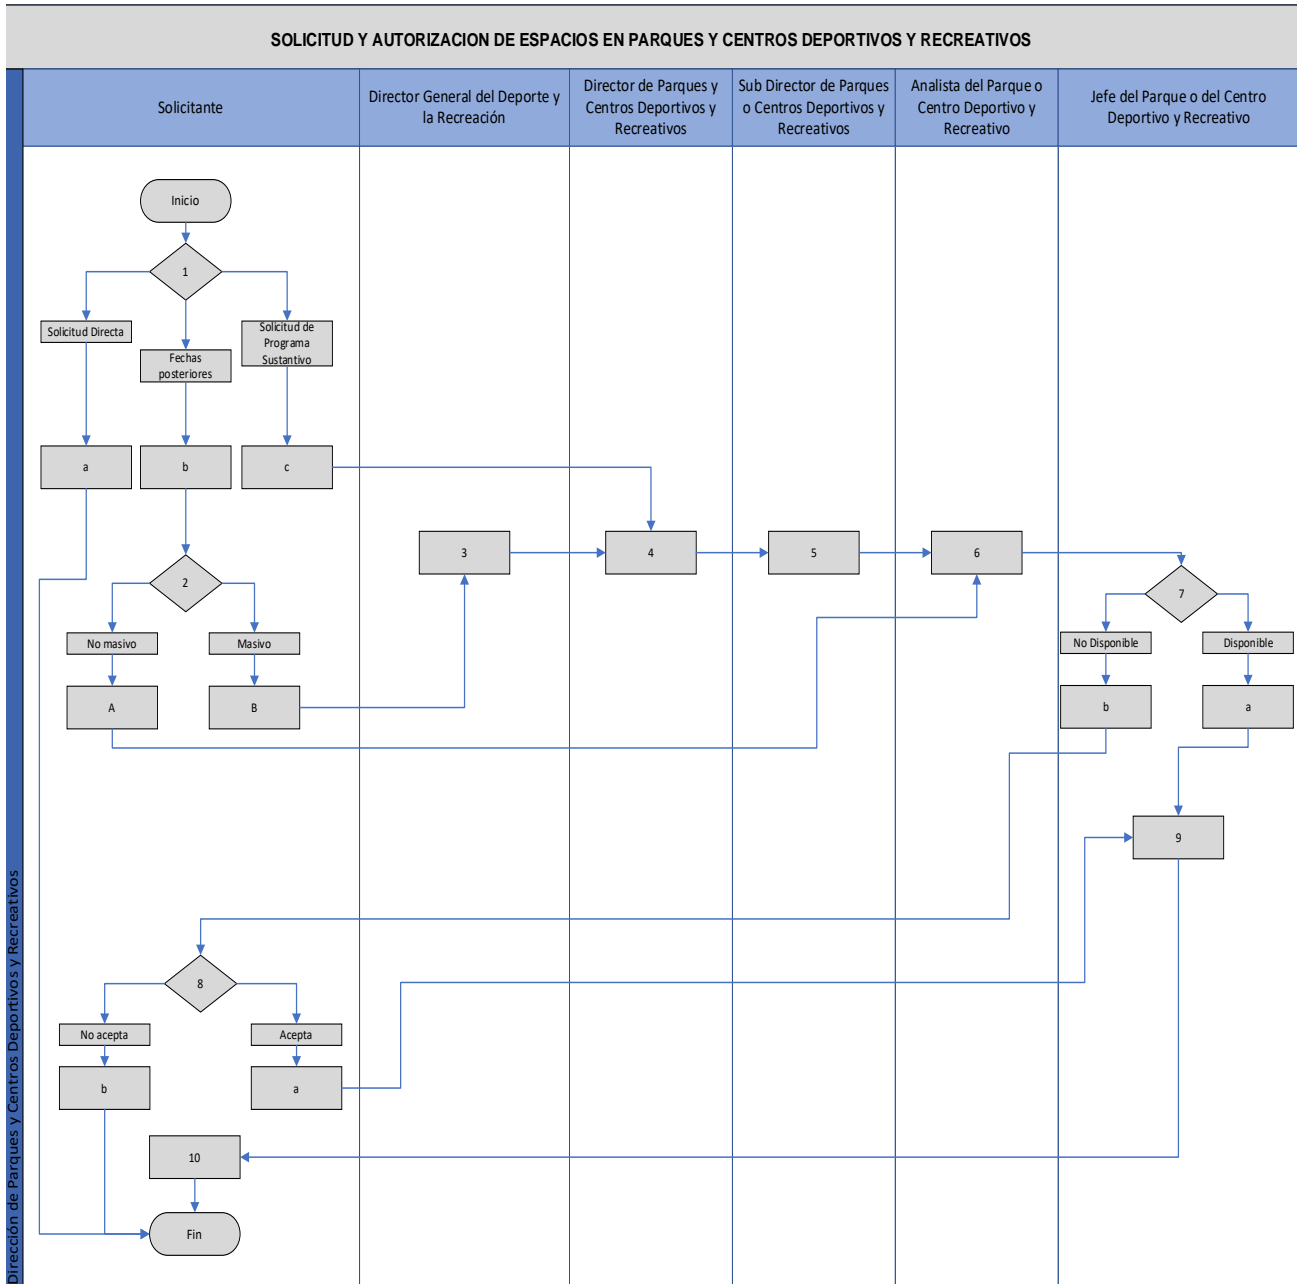 SOLICITUD Y AUTORIZACION DE ESPACIOS EN PARQUES Y CENTROS DEPORTIVOS Y RECREATIVOS
Dirección de Parques y Centros Deportivos y Recreativos
Solicitante
Director General del Deporte y
la Recreación
Director de Parques y
Centros Deportivos y
Recreativos
Sub Director de Parques
o Centros Deportivos y
Recreativos
Analista del Parque o
Centro Deportivo y
Recreativo
Jefe del Parque o del Centro
Deportivo y Recreativo
Inicio
1
Solicitud Directa
Fechas
posteriores
Solicitud de
Programa
Sustantivo
a
b
c
2
3
4
5
6
7
No masivo
Masivo
No Disponible
Disponible
A
B
b
a
9
8
No acepta
Acepta
b
a
10
Fin